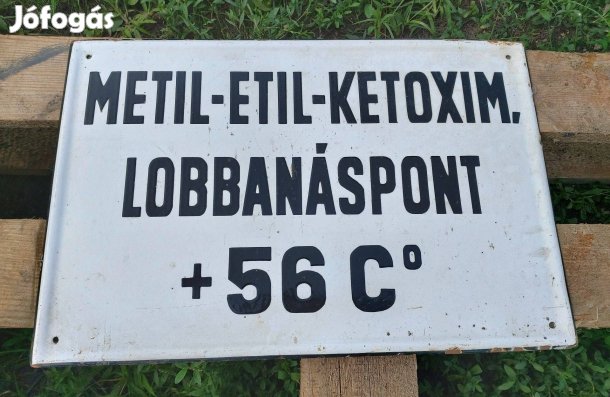 Jófogás
METIL-ETIL-KETOXIM,
LOBBANÁSPONT
+56 C°